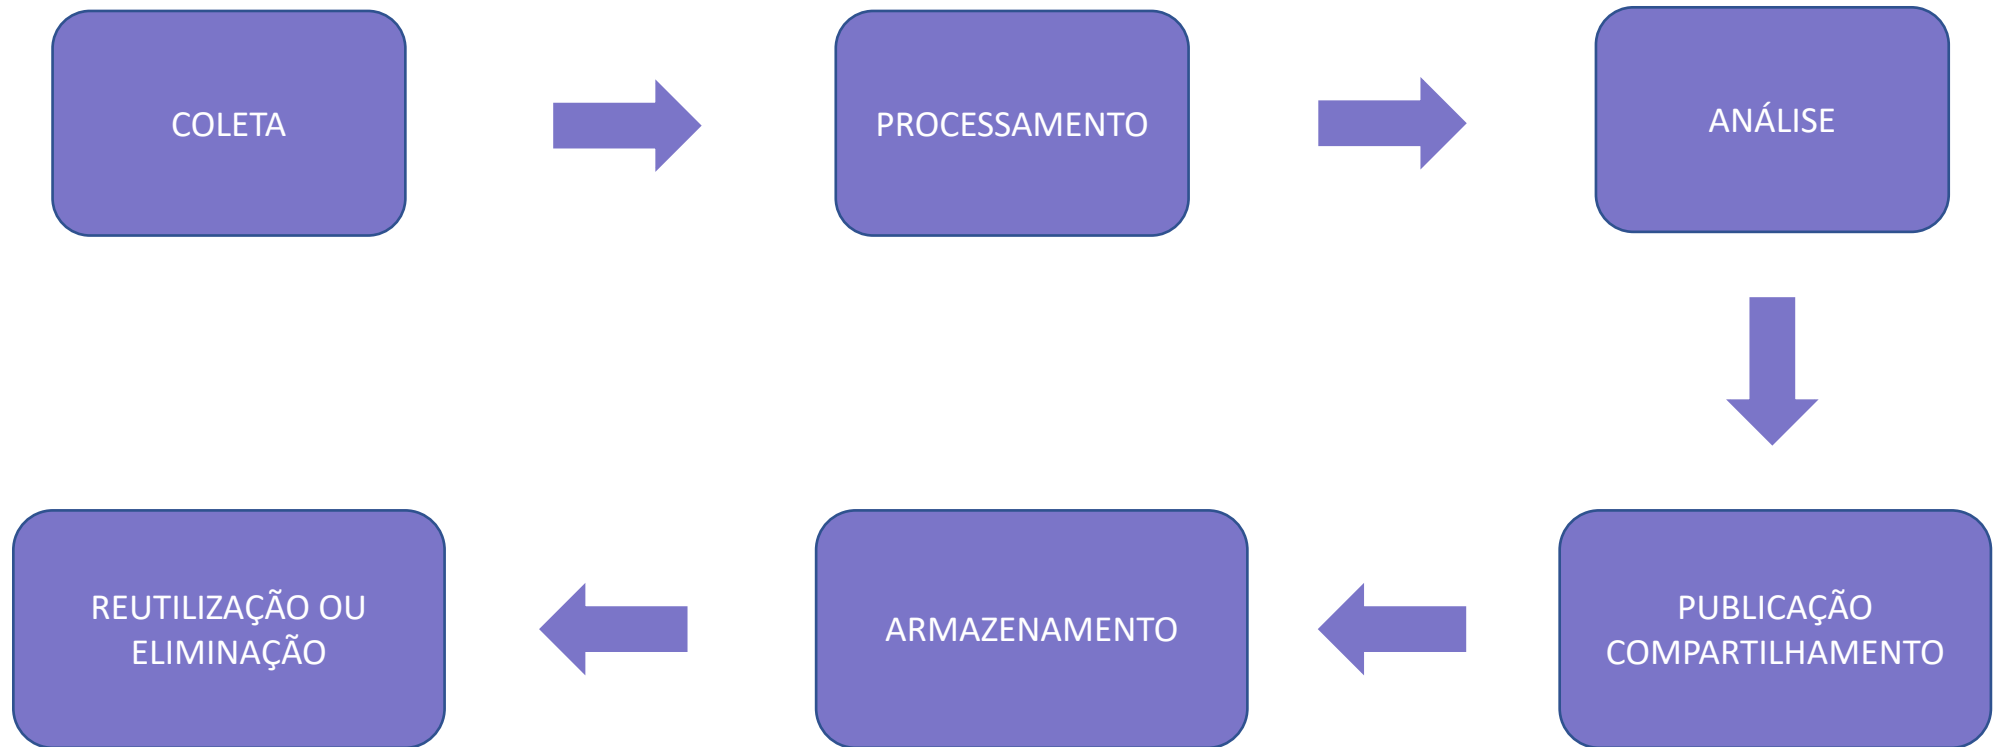 COLETA
PROCESSAMENTO
ANÁLISE
PUBLICAÇÃO
COMPARTILHAMENTO
ARMAZENAMENTO
REUTILIZAÇÃO OU
ELIMINAÇÃO